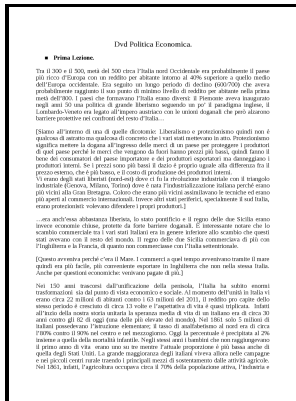 Dvd Politica Economica.
Prima Lezione.
Tra il 300 e il 500, metà del 500 circa l'Italia nord Occidentale era probabilmente il paese
più ricco d'Europa con un reddito per abitante intorno al 40% superiore a quello medio
dell'Europa occidentale. Era seguito un lungo periodo di declino (600/700) che aveva
probabilmente raggiunto il suo punto di minimo livello di reddito per abitante nella prima
metà dell'800. I paesi che formavano l'Italia erano diversi: il Piemonte aveva inaugurato
negli anni 50 una politica di grande liberismo seguendo un po' il paradigma inglese, il
Lombardo-Veneto era legato all'impero austriaco con le unioni doganali che però alzarono
barriere protettive nei confronti del resto d'Italia…
[Siamo all'interno di una di quelle dicotomie: Liberalismo e protezionismo quindi non è
qualcosa di astratto ma qualcosa di concreto che i vari stati mettevano in atto. Protezionismo
significa mettere la dogana all'ingresso delle merci di un paese per proteggere i produttori
di quel paese perché le merci che vengono da fuori hanno prezzi più bassi, quindi fanno il
bene dei consumatori del paese importatore e dei produttori esportatori ma danneggiano i
produttori interni. Se i prezzi sono più bassi il dazio è proprio uguale alla differenza fra il
prezzo esterno, che è più basso, e il costo di produzione dei produttori interni.
Vi erano degli stati liberisti (nord-est) dove ci fu la rivoluzione industriale con il triangolo
industriale (Genova, Milano, Torino) dove è nata l'industrializzazione italiana perché erano
più vicini alla Gran Bretagna. Coloro che erano più vicini assimilavano le tecniche ed erano
più aperti al commercio internazionali. Invece altri stati periferici, specialmente il sud Italia,
erano protezionisti: volevano difendere i propri produttori.]
…era anch'essa abbastanza liberista, lo stato pontificio e il regno delle due Sicilia erano
invece economie chiuse, protette da forte barriere doganali. È interessante notare che lo
scambio commerciale tra i vari stati Italiani era in genere inferiore allo scambio che questi
stati avevano con il resto del mondo. Il regno delle due Sicilia commerciava di più con
l'Inghilterra e la Francia, di quanto non commerciasse con l'Italia settentrionale.
[Questo avveniva perché c'era il Mare. I commerci a quel tempo avvenivano tramite il mare
quindi era più facile, più conveniente esportare in Inghilterra che non nella stessa Italia.
Anche per questioni economiche: venivano pagate di più.]
Nei 150 anni trascorsi dall'unificazione della penisola, l'Italia ha subito enormi
trasformazioni sia dal punto di vista economico e sociale. Al momento dell'unità in Italia vi
erano circa 22 milioni di abitanti contro i 63 milioni del 2011, il reddito pro capite dello
stesso periodo è cresciuto di circa 13 volte e l'aspettativa di vita è quasi triplicata. Infatti
all'inizio della nostra storia unitaria la speranza media di vita di un italiano era di circa 30
anni contro gli 82 di oggi (una delle più elevate del mondo). Nel 1861 solo 5 milioni di
italiani possedevano l'istruzione elementare; il tasso di analfabetismo al nord era di circa
l'80% contro il 90% nel centro e nel mezzogiorno. Oggi la percentuale è precipitata al 2%
insieme a quella della mortalità infantile. Negli stessi anni i bambini che non raggiungevano
il primo anno di vita erano uno su tre mentre l'attuale proporzione è più bassa anche di
quella degli Stati Uniti. La grande maggioranza degli italiani viveva allora nelle campagne
e nei piccoli centri rurale traendo i principali mezzi di sostentamento dalle attività agricole.
Nel 1861, infatti, l'agricoltura occupava circa il 70% della popolazione attiva, l'industria e